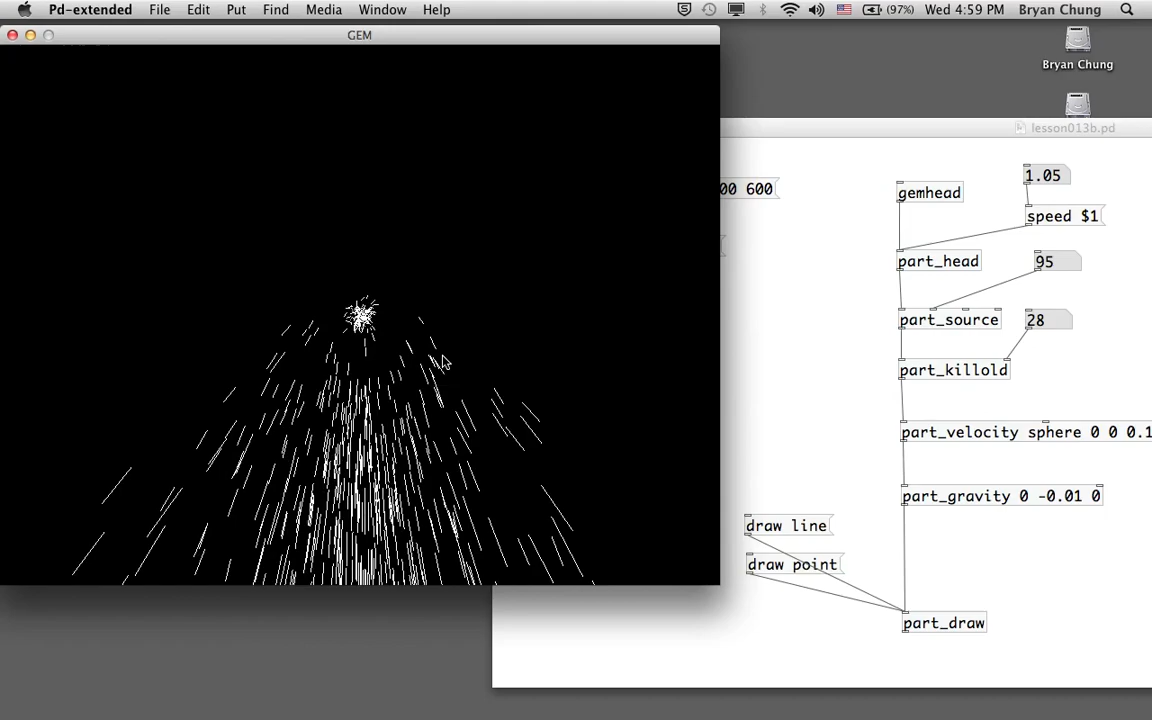 Pd-extended File Edit Put Find Media Window Help (97%) Wed 4:59 PM Bryan Chung
GEM
Bryan Chung
lesson013b.pd
00 600
gemhead
1.05
speed $1
part_head
95
part_source
28
part_killold
part_velocity sphere 0 0 0.1
part_gravity 0 -0.01 0
draw line
draw point
part_draw